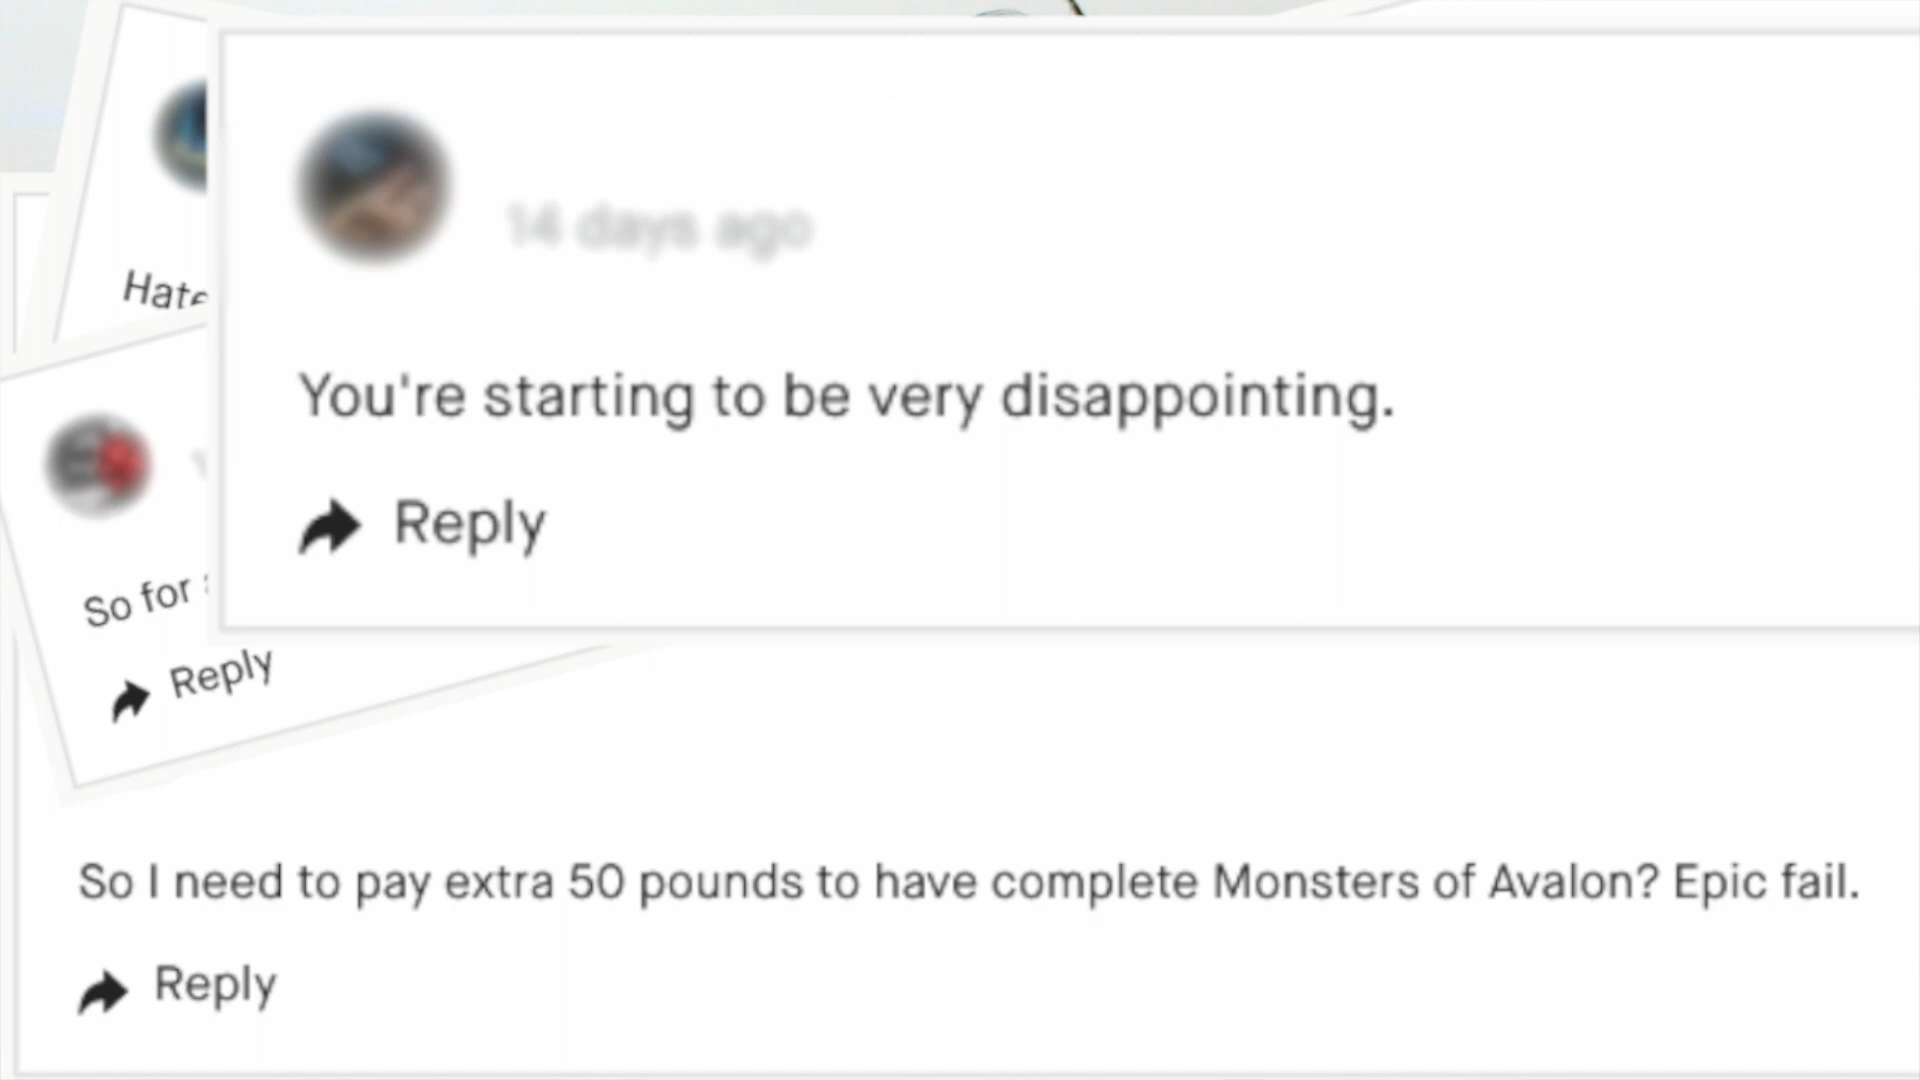 14 days ago
You're starting to be very disappointing.
Reply
So for
Reply
So I need to pay extra 50 pounds to have complete Monsters of Avalon? Epic fail.
Reply